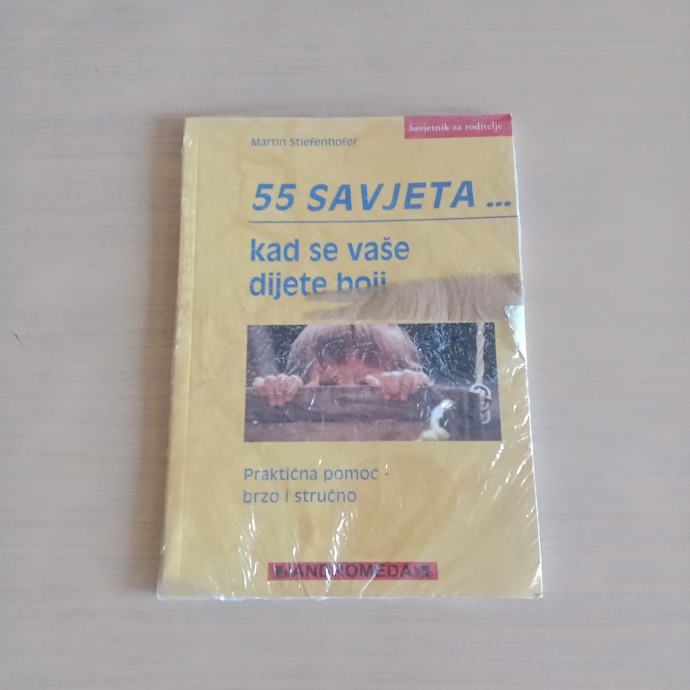 Savjetnik za roditelje
Martin Stiefenhofer
55 SAVJETA ...
kad se vaše
dijete boji
Praktična pomoć -
brzo i stručno
ANDROMEDA